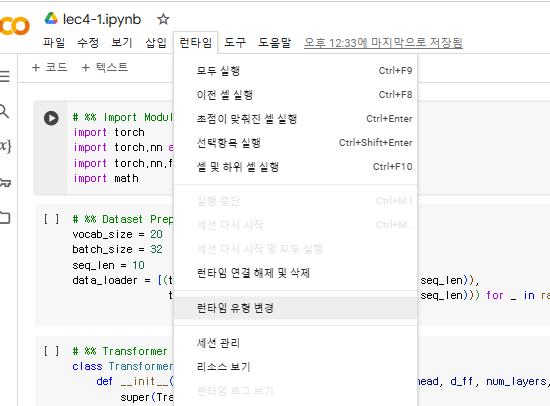 lec4-1.ipynb
파일 수정 보기 삽입 런타임 도구 도움말 오후 12:33에 마지막으로 저장됨
+ 코드 + 텍스트
모두 실행 Ctrl+F9
이전 셀 실행 Ctrl+F8
초점이 맞춰진 셀 실행 Ctrl+Enter
선택항목 실행 Ctrl+Shift+Enter
셀 및 하위 셀 실행 Ctrl+F10
실행 중단 Ctrl+M I
세션 다시 시작 Ctrl+M .
세션 다시 시작 및 모두 실행
런타임 연결 해제 및 삭제
런타임 유형 변경
세션 관리
리소스 보기
런타임 로그 보기
# %% Import Modul
import torch
import torch.nn a
import torch.nn.f
import math
[ ] # %% Dataset Prep
vocab_size = 20
batch_size = 32
seq_len = 10
data_loader = [(t seq_len)),
t seq_len))) for _ in ra
[ ] # %% Transformer
class Transformer
def __init__( ead, d_ff, num_layers,
super(Tra